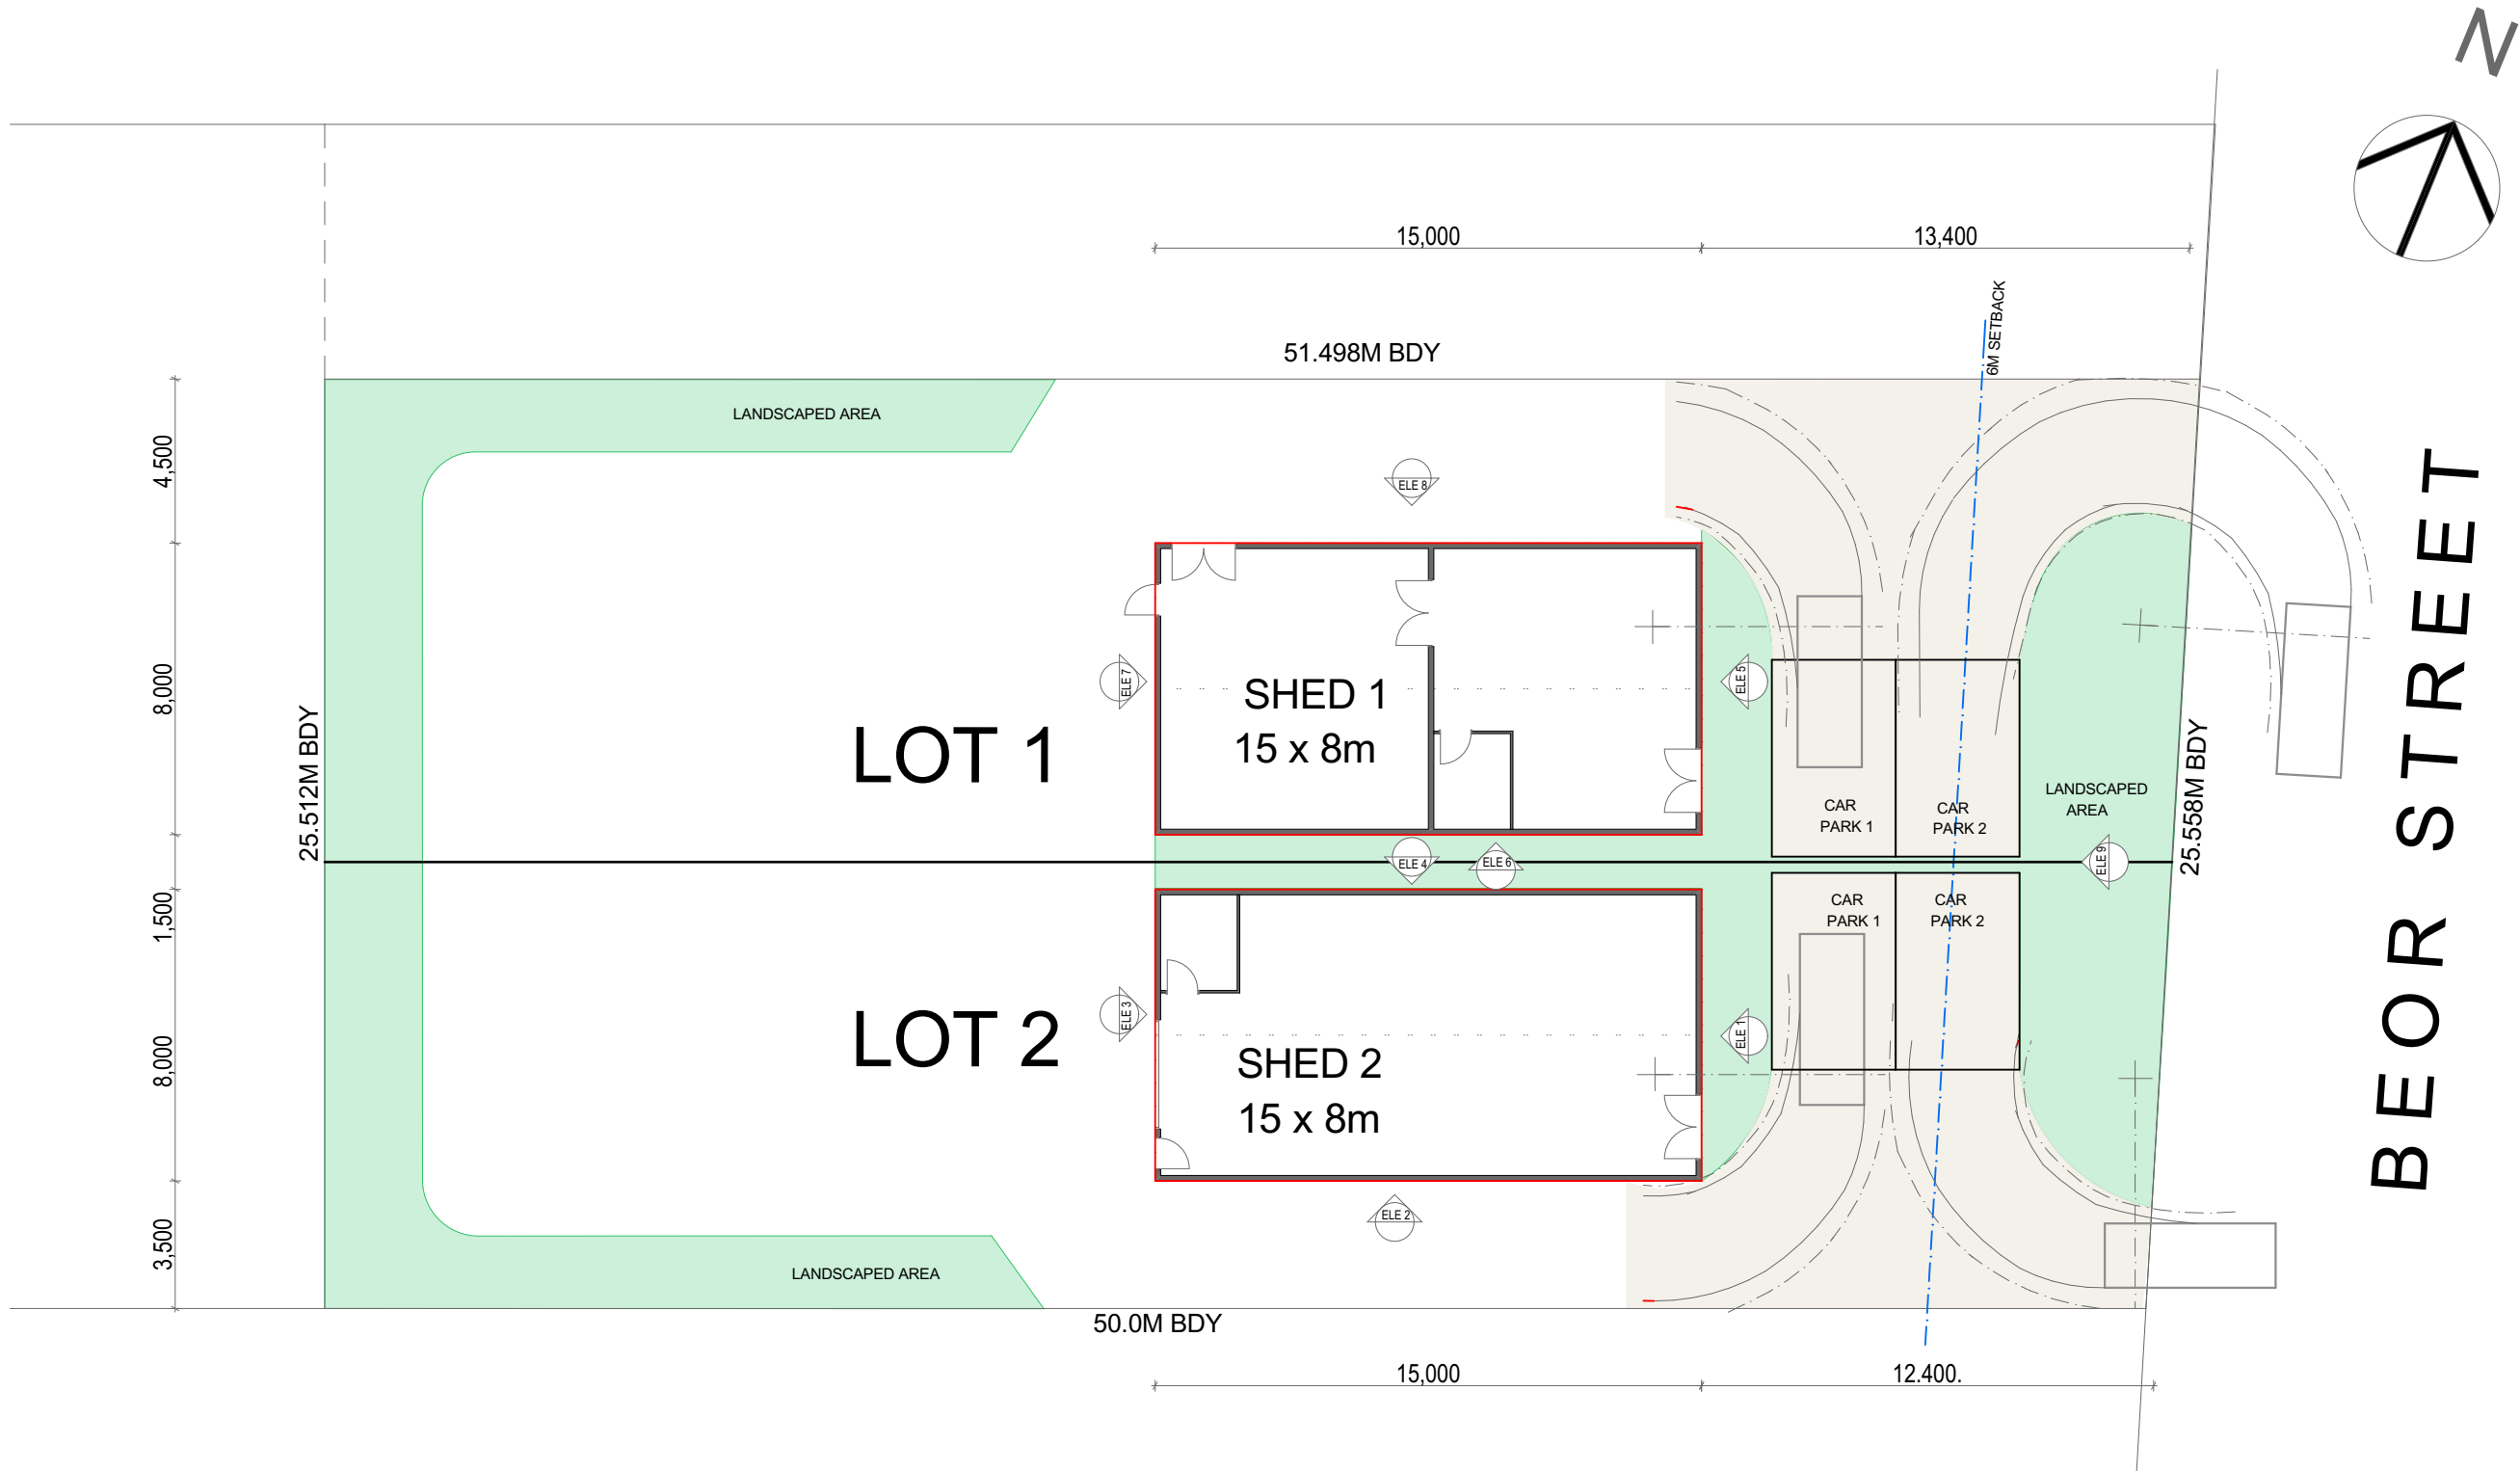 N
15,000
13,400
6M SETBACK
51.498M BDY
LANDSCAPED AREA
4,500
ELE 8
BEOR STREET
8,000
ELE 7
SHED 1
15 x 8m
ELE 5
LOT 1
25.512M BDY
25.558M BDY
LANDSCAPED
AREA
CAR
PARK 1
CAR
PARK 2
ELE 4
ELE 6
ELE 9
1,500
CAR
PARK 1
CAR
PARK 2
ELE 3
LOT 2
SHED 2
15 x 8m
ELE 1
8,000
ELE 2
3,500
LANDSCAPED AREA
50.0M BDY
15,000
12.400.